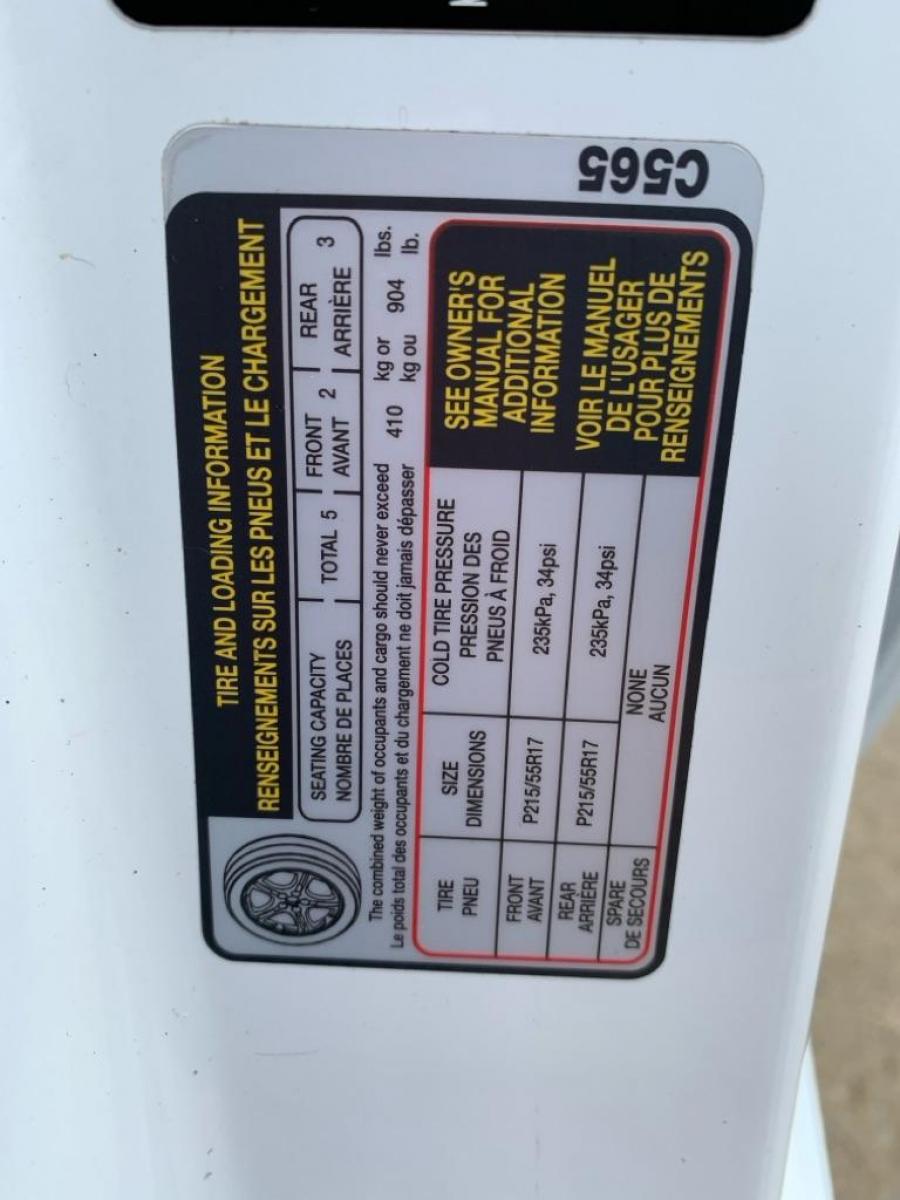 C565
TIRE AND LOADING INFORMATION
RENSEIGNEMENTS SUR LES PNEUS ET LE CHARGEMENT
SEATING CAPACITY TOTAL 5 FRONT 2 REAR 3
NOMBRE DE PLACES AVANT ARRIÈRE
The combined weight of occupants and cargo should never exceed 410 kg or 904 lbs.
Le poids total des occupants et du chargement ne doit jamais dépasser kg ou lb.
TIRE
PNEU
SIZE
DIMENSIONS
COLD TIRE PRESSURE
PRESSION DES
PNEUS À FROID
FRONT
AVANT
P215/55R17
235kPa, 34psi
REAR
ARRIÈRE
P215/55R17
235kPa, 34psi
SPARE
DE SECOURS
NONE
AUCUN
SEE OWNER'S
MANUAL FOR
ADDITIONAL
INFORMATION
VOIR LE MANUEL
DE L'USAGER
POUR PLUS DE
RENSEIGNEMENTS